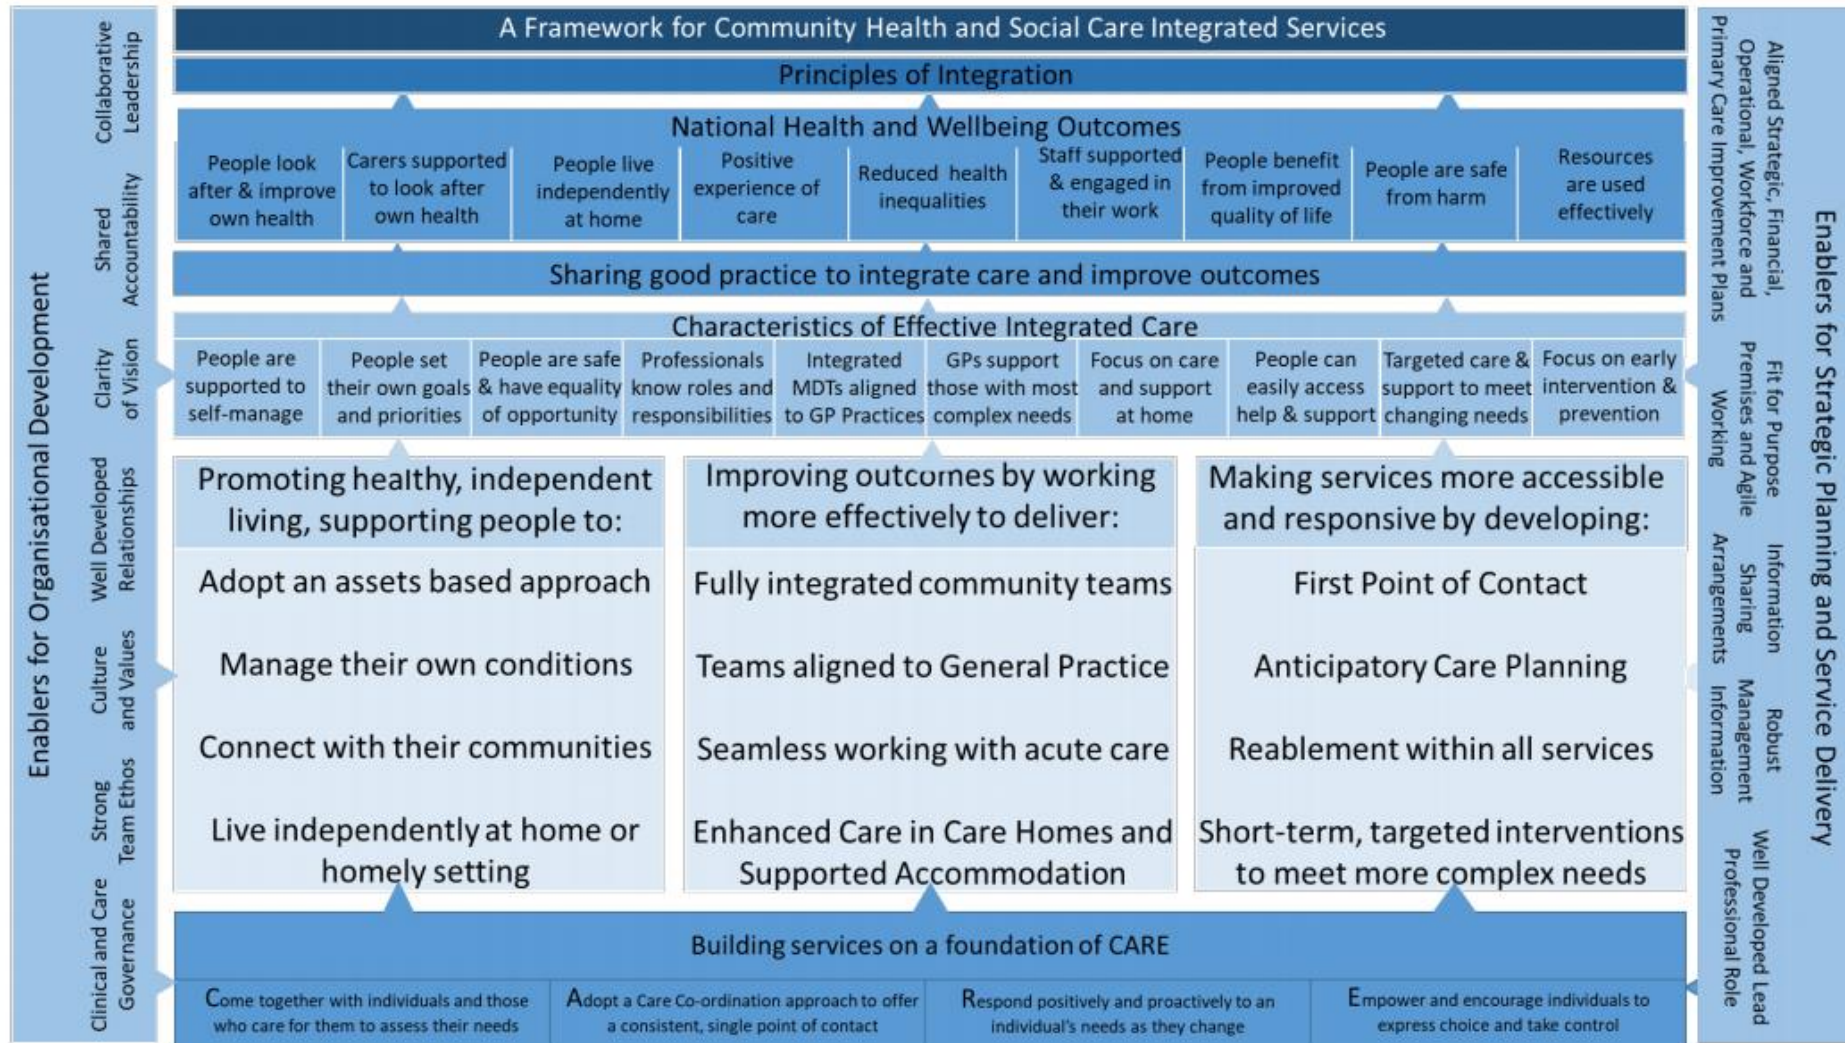 A Framework for Community Health and Social Care Integrated Services
Principles of Integration
National Health and Wellbeing Outcomes
People look
after & improve
own health
Carers supported
to look after
own health
People live
independently
at home
Positive
experience of
care
Reduced health
inequalities
Staff supported
& engaged in
their work
People benefit
from improved
quality of life
People are safe
from harm
Resources
are used
effectively
Sharing good practice to integrate care and improve outcomes
Characteristics of Effective Integrated Care
People are
supported to
self-manage
People set
their own goals
and priorities
People are safe
& have equality
of opportunity
Professionals
know roles and
responsibilities
Integrated
MDTs aligned
to GP Practices
GPs support
those with most
complex needs
Focus on care
and support
at home
People can
easily access
help & support
Targeted care &
support to meet
changing needs
Focus on early
intervention &
prevention
Promoting healthy, independent
living, supporting people to:
Adopt an assets based approach
Manage their own conditions
Connect with their communities
Live independently at home or
homely setting
Improving outcomes by working
more effectively to deliver:
Fully integrated community teams
Teams aligned to General Practice
Seamless working with acute care
Enhanced Care in Care Homes and
Supported Accommodation
Making services more accessible
and responsive by developing:
First Point of Contact
Anticipatory Care Planning
Reablement within all services
Short-term, targeted interventions
to meet more complex needs
Building services on a foundation of CARE
Come together with individuals and those
who care for them to assess their needs
Adopt a Care Co-ordination approach to offer
a consistent, single point of contact
Respond positively and proactively to an
individual's needs as they change
Empower and encourage individuals to
express choice and take control
Enablers for Organisational Development
Collaborative
Leadership
Shared
Accountability
Clarity
of Vision
Well Developed
Relationships
Culture
and Values
Strong
Team Ethos
Clinical and Care
Governance
Enablers for Strategic Planning and Service Delivery
Aligned Strategic, Financial,
Operational, Workforce and
Primary Care Improvement Plans
Fit for Purpose
Premises and Agile
Working
Information
Sharing
Arrangements
Robust
Management
Information
Well Developed Lead
Professional Role